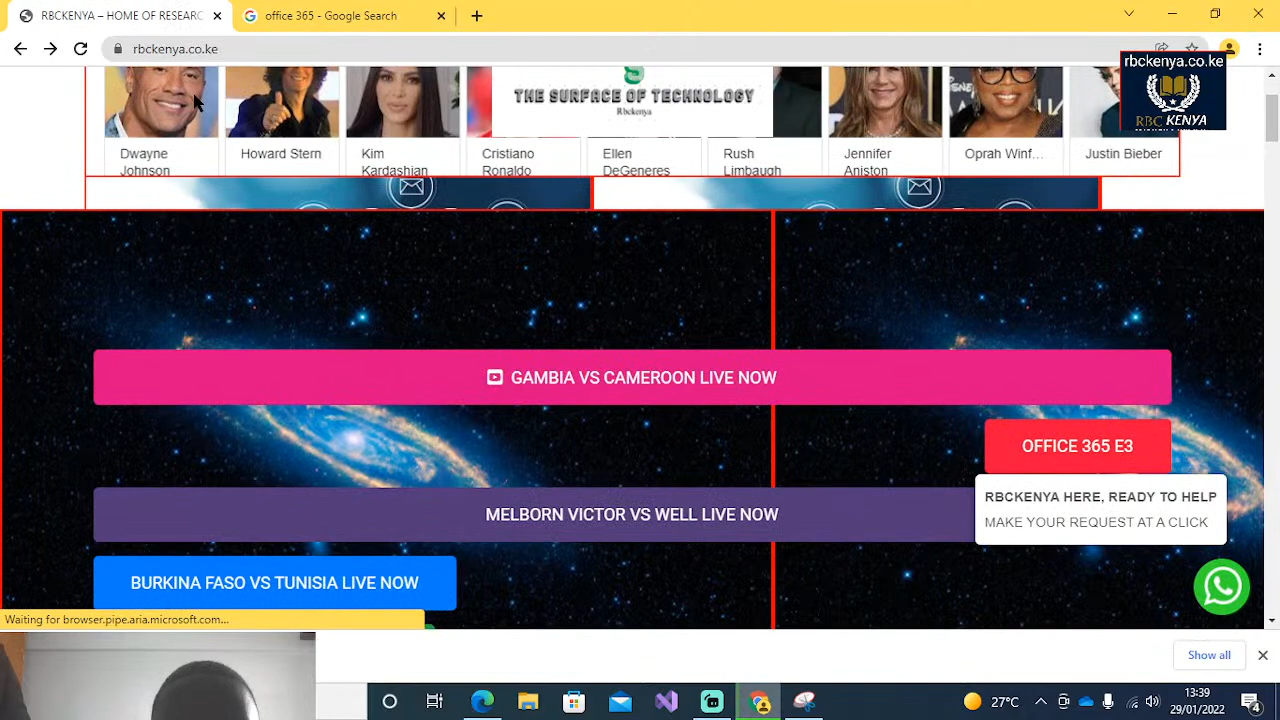 RBCKENYA – HOME OF RESEARC
office 365 - Google Search
rbckenya.co.ke
rbckenya.co.ke
RBC KENYA
S
THE SURFACE OF TECHNOLOGY
Rbckenya
Dwayne Johnson
Howard Stern
Kim Kardashian
Cristiano Ronaldo
Ellen DeGeneres
Rush Limbaugh
Jennifer Aniston
Oprah Winf...
Justin Bieber
GAMBIA VS CAMEROON LIVE NOW
OFFICE 365 E3
RBCKENYA HERE, READY TO HELP
MAKE YOUR REQUEST AT A CLICK
MELBORN VICTOR VS WELL LIVE NOW
BURKINA FASO VS TUNISIA LIVE NOW
Waiting for browser.pipe.aria.microsoft.com...
Show all
27°C
13:39
29/01/2022
4